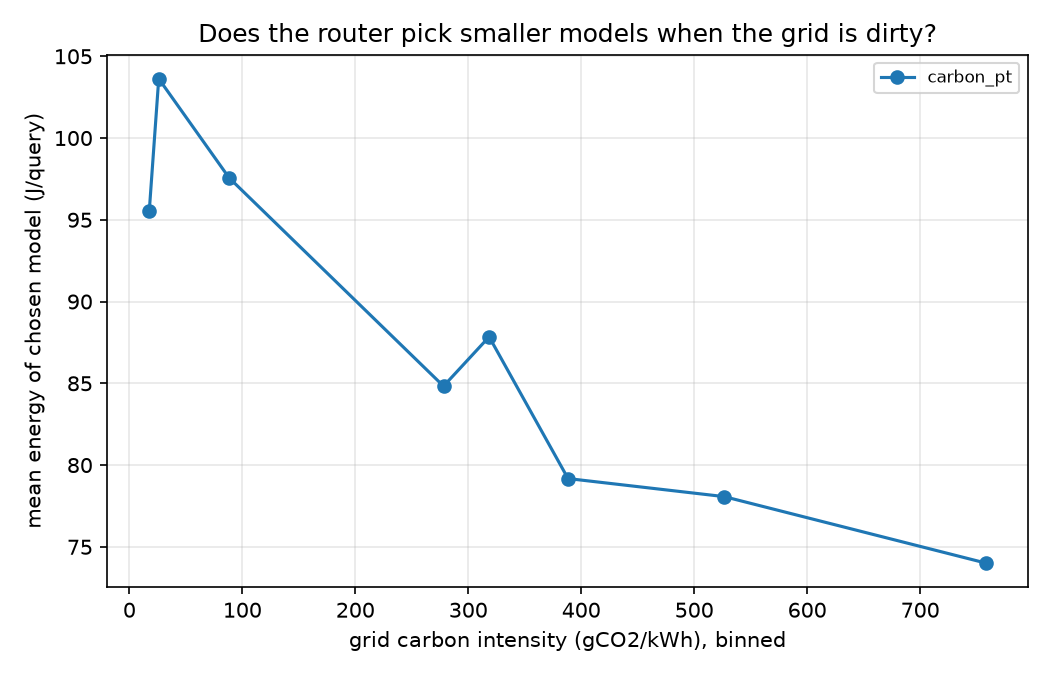 Does the router pick smaller models when the grid is dirty?
carbon_pt
mean energy of chosen model (J/query)
105
100
95
90
85
80
75
0 100 200 300 400 500 600 700
grid carbon intensity (gCO2/kWh), binned